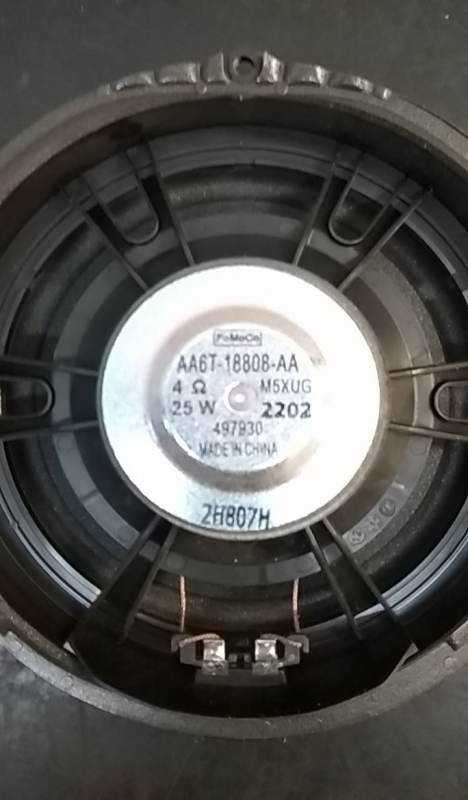 FoMoCo
AA6T-18808-AA
4 Ω M5XUG
25 W 2202
497930
MADE IN CHINA
2H807H